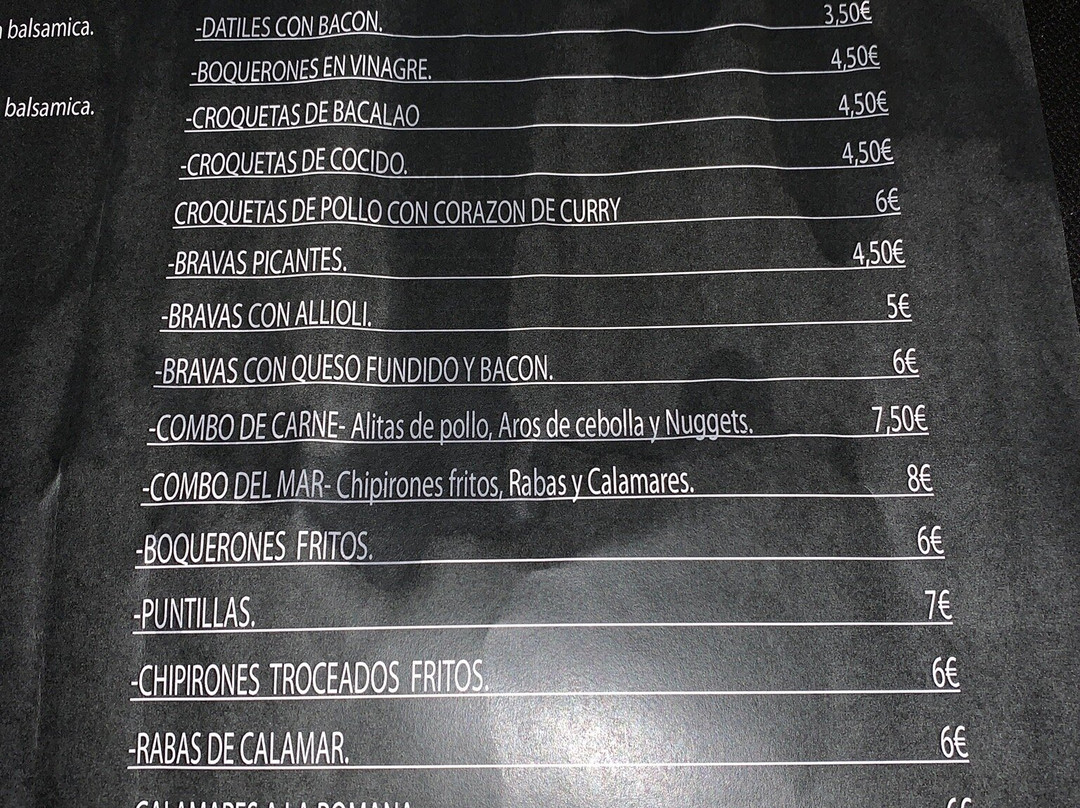 balsamica.
balsamica.
-DATILES CON BACON. 3,50€
-BOQUERONES EN VINAGRE. 4,50€
-CROQUETAS DE BACALAO 4,50€
-CROQUETAS DE COCIDO. 4,50€
CROQUETAS DE POLLO CON CORAZON DE CURRY 6€
-BRAVAS PICANTES. 4,50€
-BRAVAS CON ALLIOLI. 5€
-BRAVAS CON QUESO FUNDIDO Y BACON. 6€
-COMBO DE CARNE- Alitas de pollo, Aros de cebolla y Nuggets. 7,50€
-COMBO DEL MAR- Chipirones fritos, Rabas y Calamares. 8€
-BOQUERONES FRITOS. 6€
-PUNTILLAS. 7€
-CHIPIRONES TROCEADOS FRITOS. 6€
-RABAS DE CALAMAR. 6€
CALAMARES A LA ROMANA